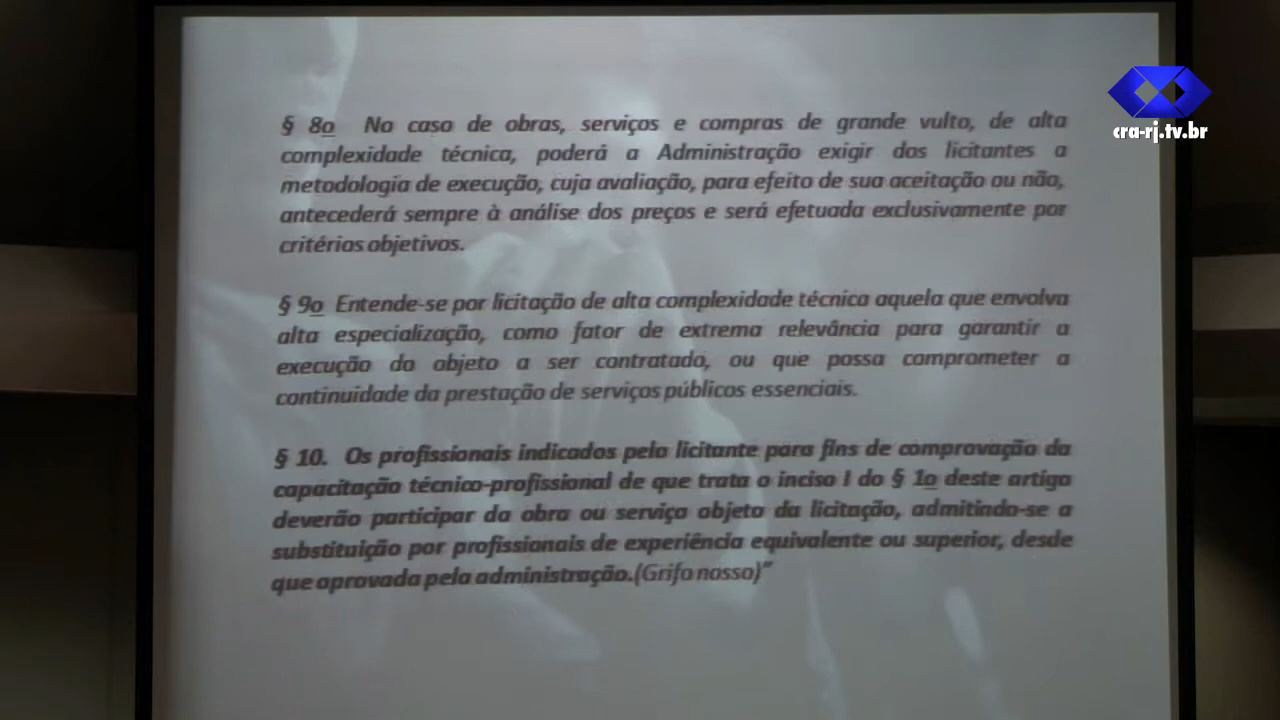 § 8o No caso de obras, serviços e compras de grande vulto, de alta
complexidade técnica, poderá a Administração exigir dos licitantes a
metodologia de execução, cuja avaliação, para efeito de sua aceitação ou não,
antecederá sempre à análise dos preços e será efetuada exclusivamente por
critérios objetivos.
§ 9o Entende-se por licitação de alta complexidade técnica aquela que envolva
alta especialização, como fator de extrema relevância para garantir a
execução do objeto a ser contratado, ou que possa comprometer a
continuidade da prestação de serviços públicos essenciais.
§ 10. Os profissionais indicados pelo licitante para fins de comprovação da
capacitação técnico-profissional de que trata o inciso I do § 1o deste artigo
deverão participar da obra ou serviço objeto da licitação, admitindo-se a
substituição por profissionais de experiência equivalente ou superior, desde
que aprovada pela administração.(Grifo nosso)"
cra-rj.tv.br